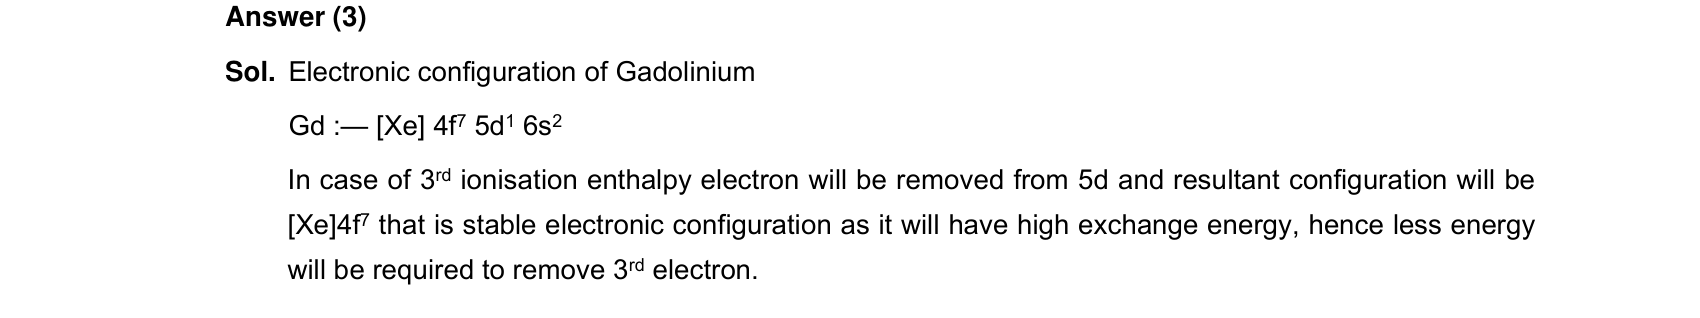 Answer (3)
Sol. Electronic configuration of Gadolinium
Gd :— [Xe] 4f⁷ 5d¹ 6s²
In case of 3ʳᵈ ionisation enthalpy electron will be removed from 5d and resultant configuration will be
[Xe]4f⁷ that is stable electronic configuration as it will have high exchange energy, hence less energy
will be required to remove 3ʳᵈ electron.